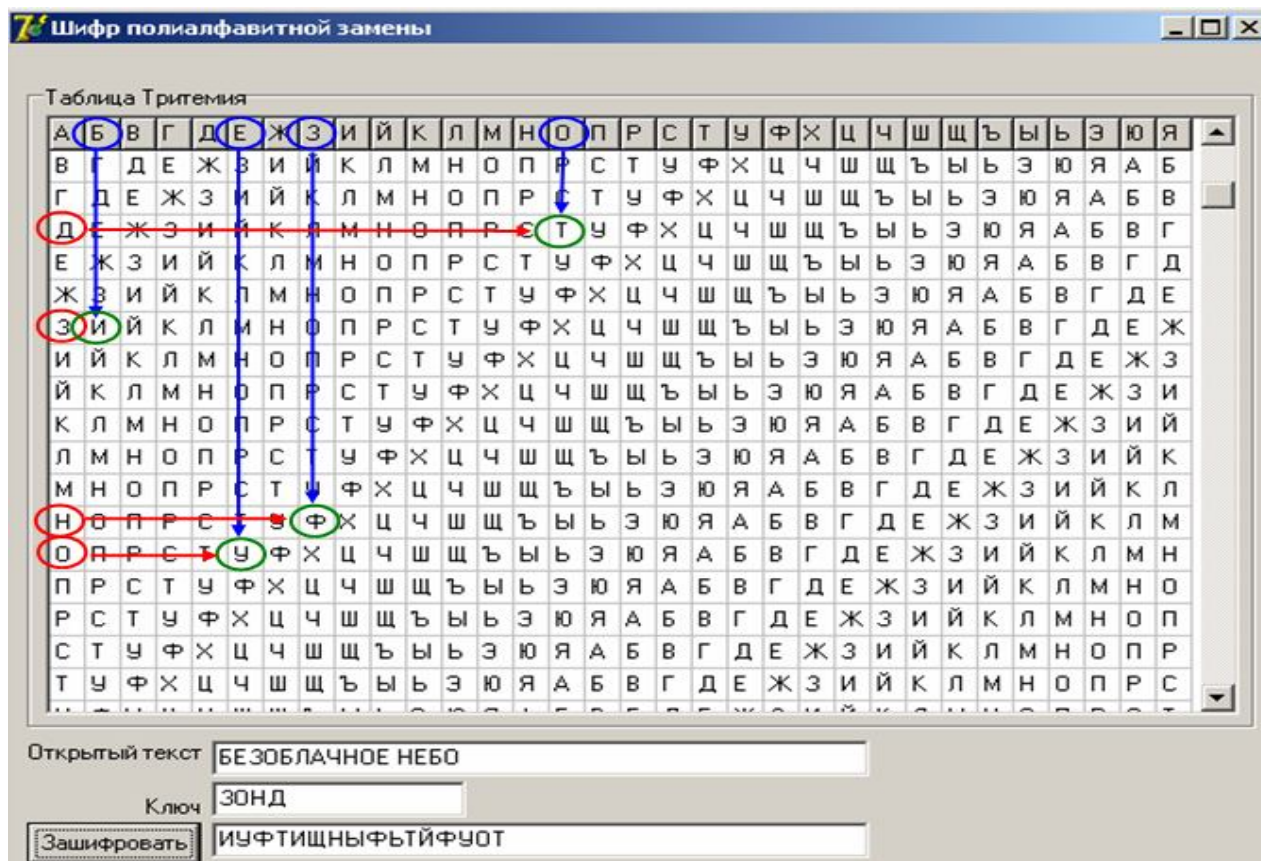 Шифр полиалфавитной замены
Таблица Тритемия
А Б В Г Д Е Ж З И Й К Л М Н О П Р С Т У Ф Х Ц Ч Ш Щ Ъ Ы Ь Э Ю Я
В Г Д Е Ж З И Й К Л М Н О П Р С Т У Ф Х Ц Ч Ш Щ Ъ Ы Ь Э Ю Я А Б
Г Д Е Ж З И Й К Л М Н О П Р С Т У Ф Х Ц Ч Ш Щ Ъ Ы Ь Э Ю Я А Б В
Д Е Ж З И Й К Л М Н О П Р С Т У Ф Х Ц Ч Ш Щ Ъ Ы Ь Э Ю Я А Б В Г
Е Ж З И Й К Л М Н О П Р С Т У Ф Х Ц Ч Ш Щ Ъ Ы Ь Э Ю Я А Б В Г Д
Ж З И Й К Л М Н О П Р С Т У Ф Х Ц Ч Ш Щ Ъ Ы Ь Э Ю Я А Б В Г Д Е
З И Й К Л М Н О П Р С Т У Ф Х Ц Ч Ш Щ Ъ Ы Ь Э Ю Я А Б В Г Д Е Ж
И Й К Л М Н О П Р С Т У Ф Х Ц Ч Ш Щ Ъ Ы Ь Э Ю Я А Б В Г Д Е Ж З
Й К Л М Н О П Р С Т У Ф Х Ц Ч Ш Щ Ъ Ы Ь Э Ю Я А Б В Г Д Е Ж З И
К Л М Н О П Р С Т У Ф Х Ц Ч Ш Щ Ъ Ы Ь Э Ю Я А Б В Г Д Е Ж З И Й
Л М Н О П Р С Т У Ф Х Ц Ч Ш Щ Ъ Ы Ь Э Ю Я А Б В Г Д Е Ж З И Й К
М Н О П Р С Т У Ф Х Ц Ч Ш Щ Ъ Ы Ь Э Ю Я А Б В Г Д Е Ж З И Й К Л
Н О П Р С Т У Ф Х Ц Ч Ш Щ Ъ Ы Ь Э Ю Я А Б В Г Д Е Ж З И Й К Л М
О П Р С Т У Ф Х Ц Ч Ш Щ Ъ Ы Ь Э Ю Я А Б В Г Д Е Ж З И Й К Л М Н
П Р С Т У Ф Х Ц Ч Ш Щ Ъ Ы Ь Э Ю Я А Б В Г Д Е Ж З И Й К Л М Н О
Р С Т У Ф Х Ц Ч Ш Щ Ъ Ы Ь Э Ю Я А Б В Г Д Е Ж З И Й К Л М Н О П
С Т У Ф Х Ц Ч Ш Щ Ъ Ы Ь Э Ю Я А Б В Г Д Е Ж З И Й К Л М Н О П Р
Т У Ф Х Ц Ч Ш Щ Ъ Ы Ь Э Ю Я А Б В Г Д Е Ж З И Й К Л М Н О П Р С
Открытый текст БЕЗОБЛАЧНОЕ НЕБО
Ключ ЗОНД
Зашифровать ИУФТИЩНЫФЬТЙФУОТ